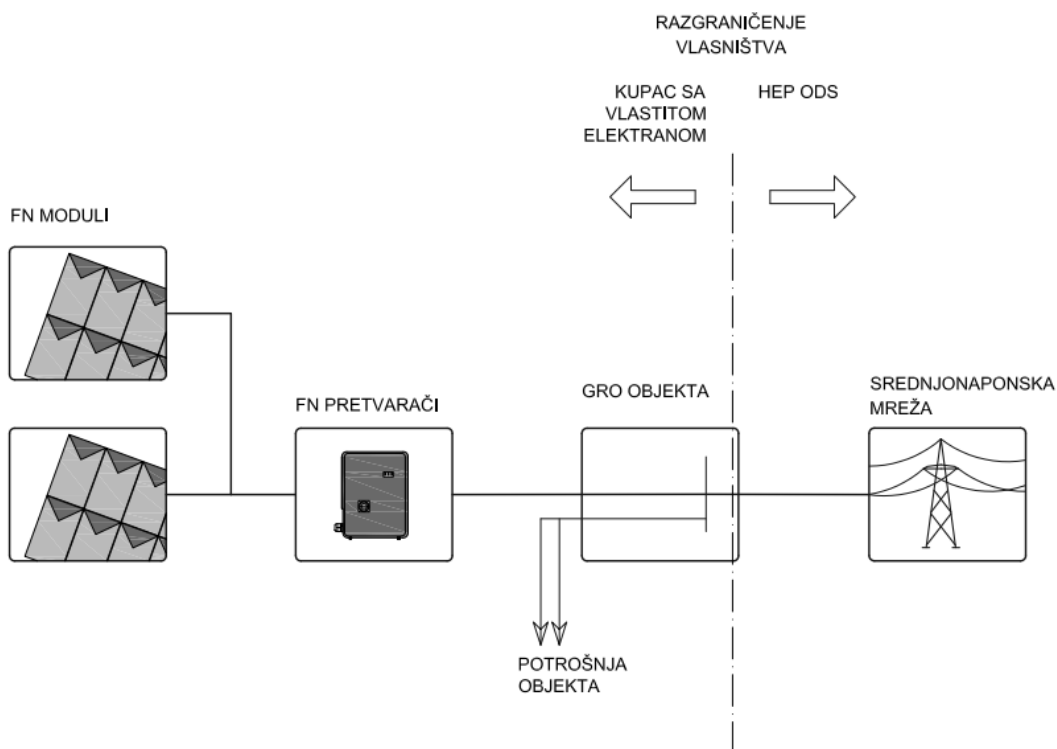 RAZGRANIČENJE
VLASNIŠTVA
KUPAC SA
VLASTITOM
ELEKTRANOM
HEP ODS
FN MODULI
FN PRETVARAČI
GRO OBJEKTA
SREDNJONAPONSKA
MREŽA
POTROŠNJA
OBJEKTA